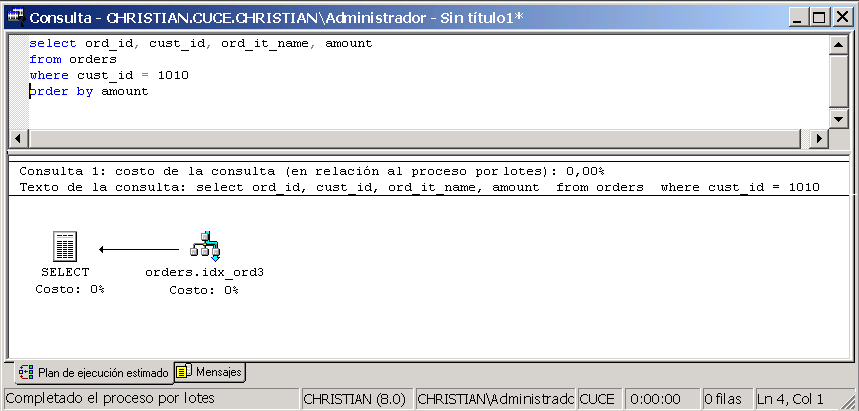 Consulta - CHRISTIAN.CUCE.CHRISTIAN\Administrador - Sin título1*
select ord_id, cust_id, ord_it_name, amount
from orders
where cust_id = 1010
order by amount
Consulta 1: costo de la consulta (en relación al proceso por lotes): 0,00%
Texto de la consulta: select ord_id, cust_id, ord_it_name, amount from orders where cust_id = 1010
SELECT
Costo: 0%
orders.idx_ord3
Costo: 0%
Plan de ejecución estimado
Mensajes
Completado el proceso por lotes
CHRISTIAN (8.0)
CHRISTIAN\Administradc
CUCE
0:00:00
0 filas
Ln 4, Col 1